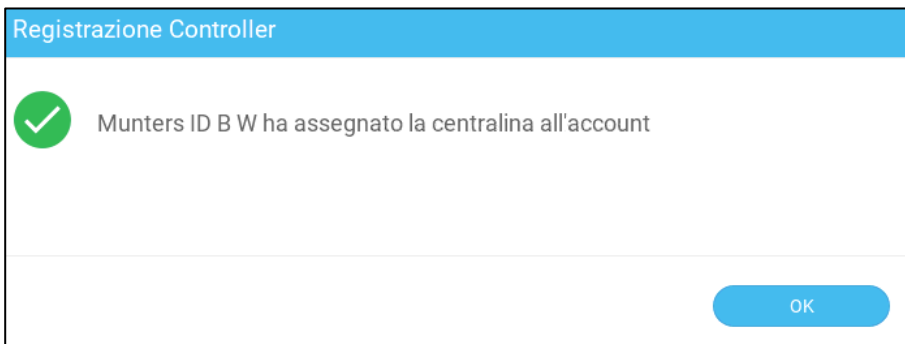 Registrazione Controller
Munters ID B W ha assegnato la centralina all'account
OK